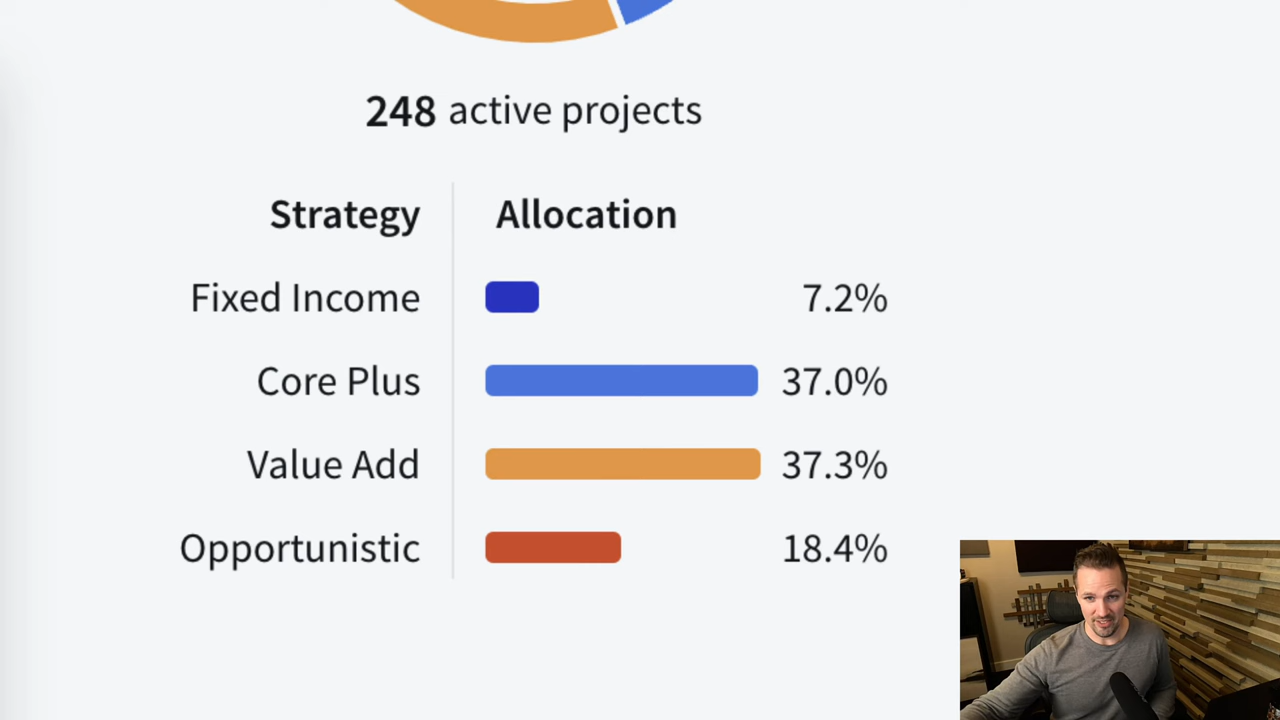 248 active projects
Strategy Allocation
Fixed Income 7.2%
Core Plus 37.0%
Value Add 37.3%
Opportunistic 18.4%